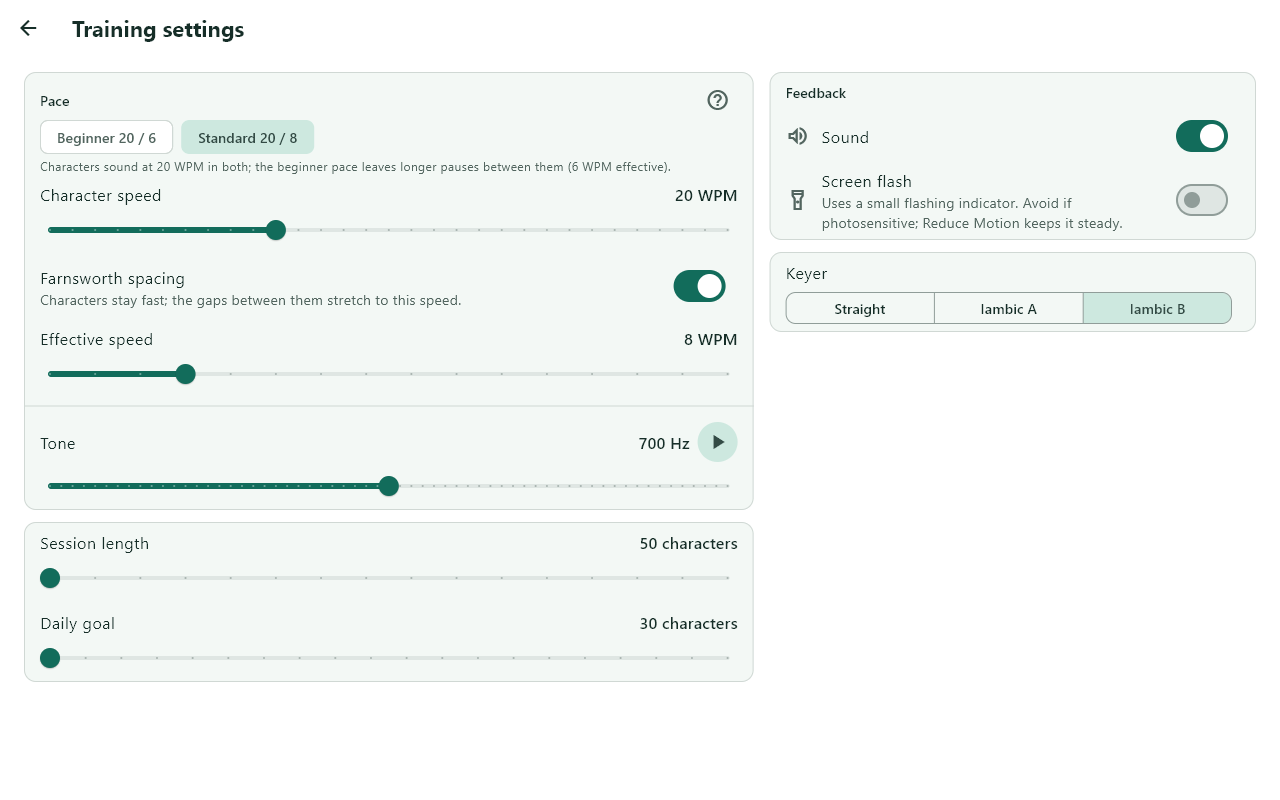 Training settings
Pace
Beginner 20 / 6
Standard 20 / 8
Characters sound at 20 WPM in both; the beginner pace leaves longer pauses between them (6 WPM effective).
Character speed
20 WPM
Farnsworth spacing
Characters stay fast; the gaps between them stretch to this speed.
Effective speed
8 WPM
Tone
700 Hz
Session length
50 characters
Daily goal
30 characters
Feedback
Sound
Screen flash
Uses a small flashing indicator. Avoid if
photosensitive; Reduce Motion keeps it steady.
Keyer
Straight
Iambic A
Iambic B